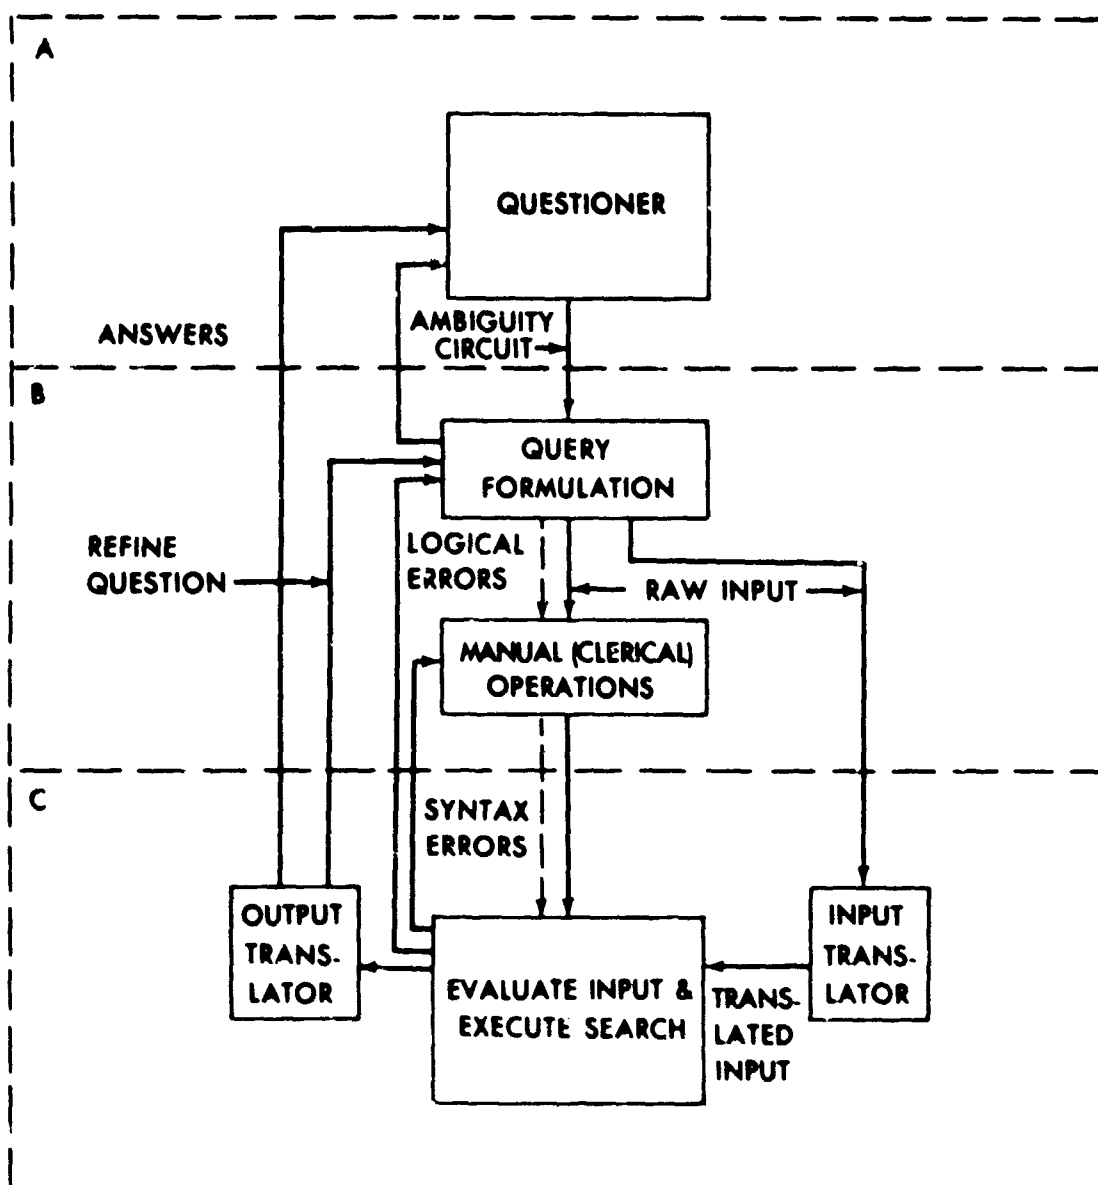 A
QUESTIONER
AMBIGUITY
CIRCUIT
ANSWERS
B
QUERY
FORMULATION
REFINE
QUESTION
LOGICAL
ERRORS
RAW INPUT
MANUAL (CLERICAL)
OPERATIONS
C
SYNTAX
ERRORS
OUTPUT
TRANS-
LATOR
INPUT
TRANS-
LATOR
EVALUATE INPUT &
EXECUTE SEARCH
TRANS-
LATED
INPUT